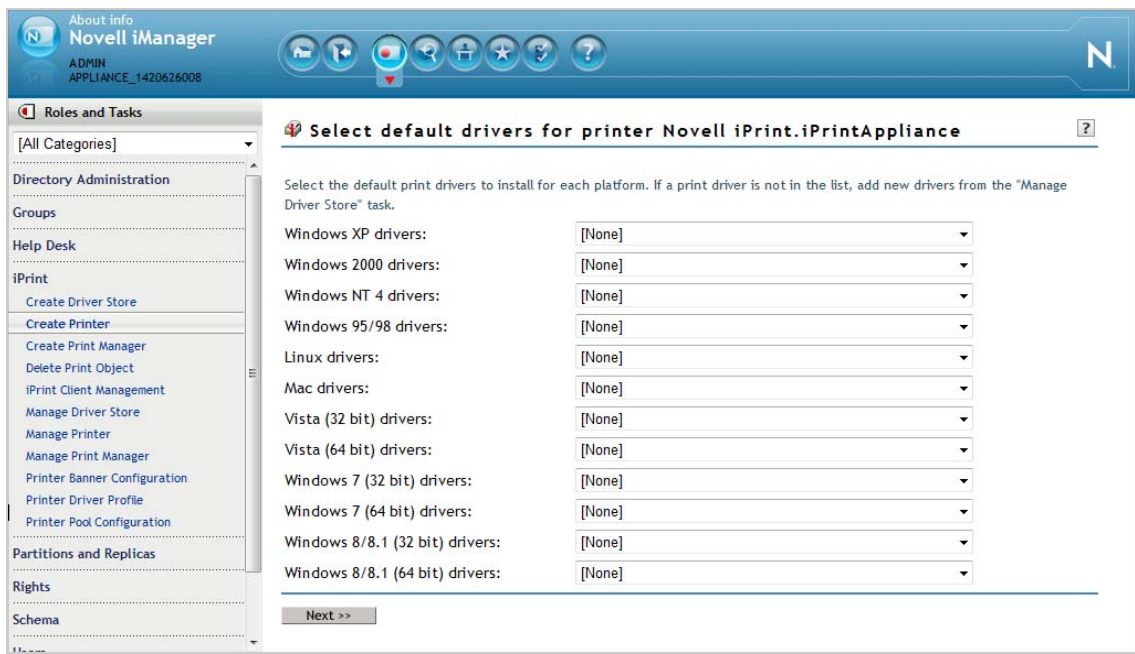 About info
Novell iManager
ADMIN
APPLIANCE_1420626008
N
N
Roles and Tasks
[All Categories]
Directory Administration
Groups
Help Desk
iPrint
Create Driver Store
Create Printer
Create Print Manager
Delete Print Object
iPrint Client Management
Manage Driver Store
Manage Printer
Manage Print Manager
Printer Banner Configuration
Printer Driver Profile
Printer Pool Configuration
Partitions and Replicas
Rights
Schema
Users
Select default drivers for printer Novell iPrint.iPrintAppliance
?
Select the default print drivers to install for each platform. If a print driver is not in the list, add new drivers from the "Manage
Driver Store" task.
Windows XP drivers: [None]
Windows 2000 drivers: [None]
Windows NT 4 drivers: [None]
Windows 95/98 drivers: [None]
Linux drivers: [None]
Mac drivers: [None]
Vista (32 bit) drivers: [None]
Vista (64 bit) drivers: [None]
Windows 7 (32 bit) drivers: [None]
Windows 7 (64 bit) drivers: [None]
Windows 8/8.1 (32 bit) drivers: [None]
Windows 8/8.1 (64 bit) drivers: [None]
Next >>